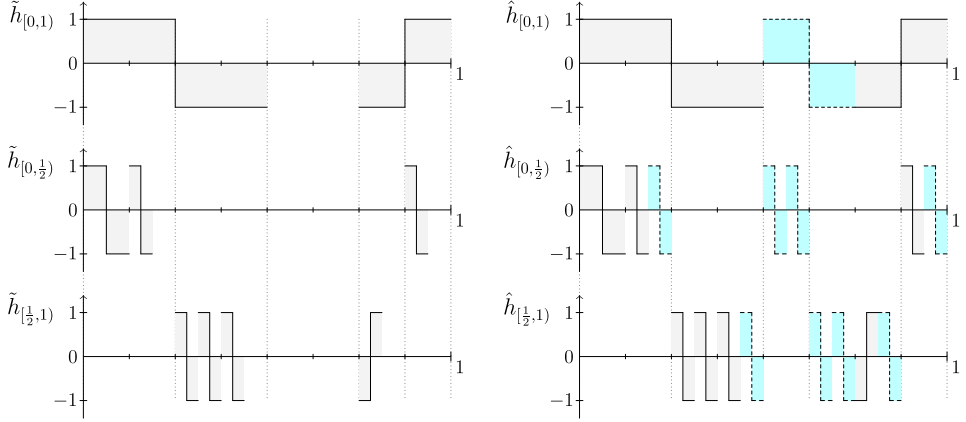 h̃[0,1) 1 0 −1 1
ĥ[0,1) 1 0 −1 1
h̃[0,1/2) 1 0 −1 1
ĥ[0,1/2) 1 0 −1 1
h̃[1/2,1) 1 0 −1 1
ĥ[1/2,1) 1 0 −1 1